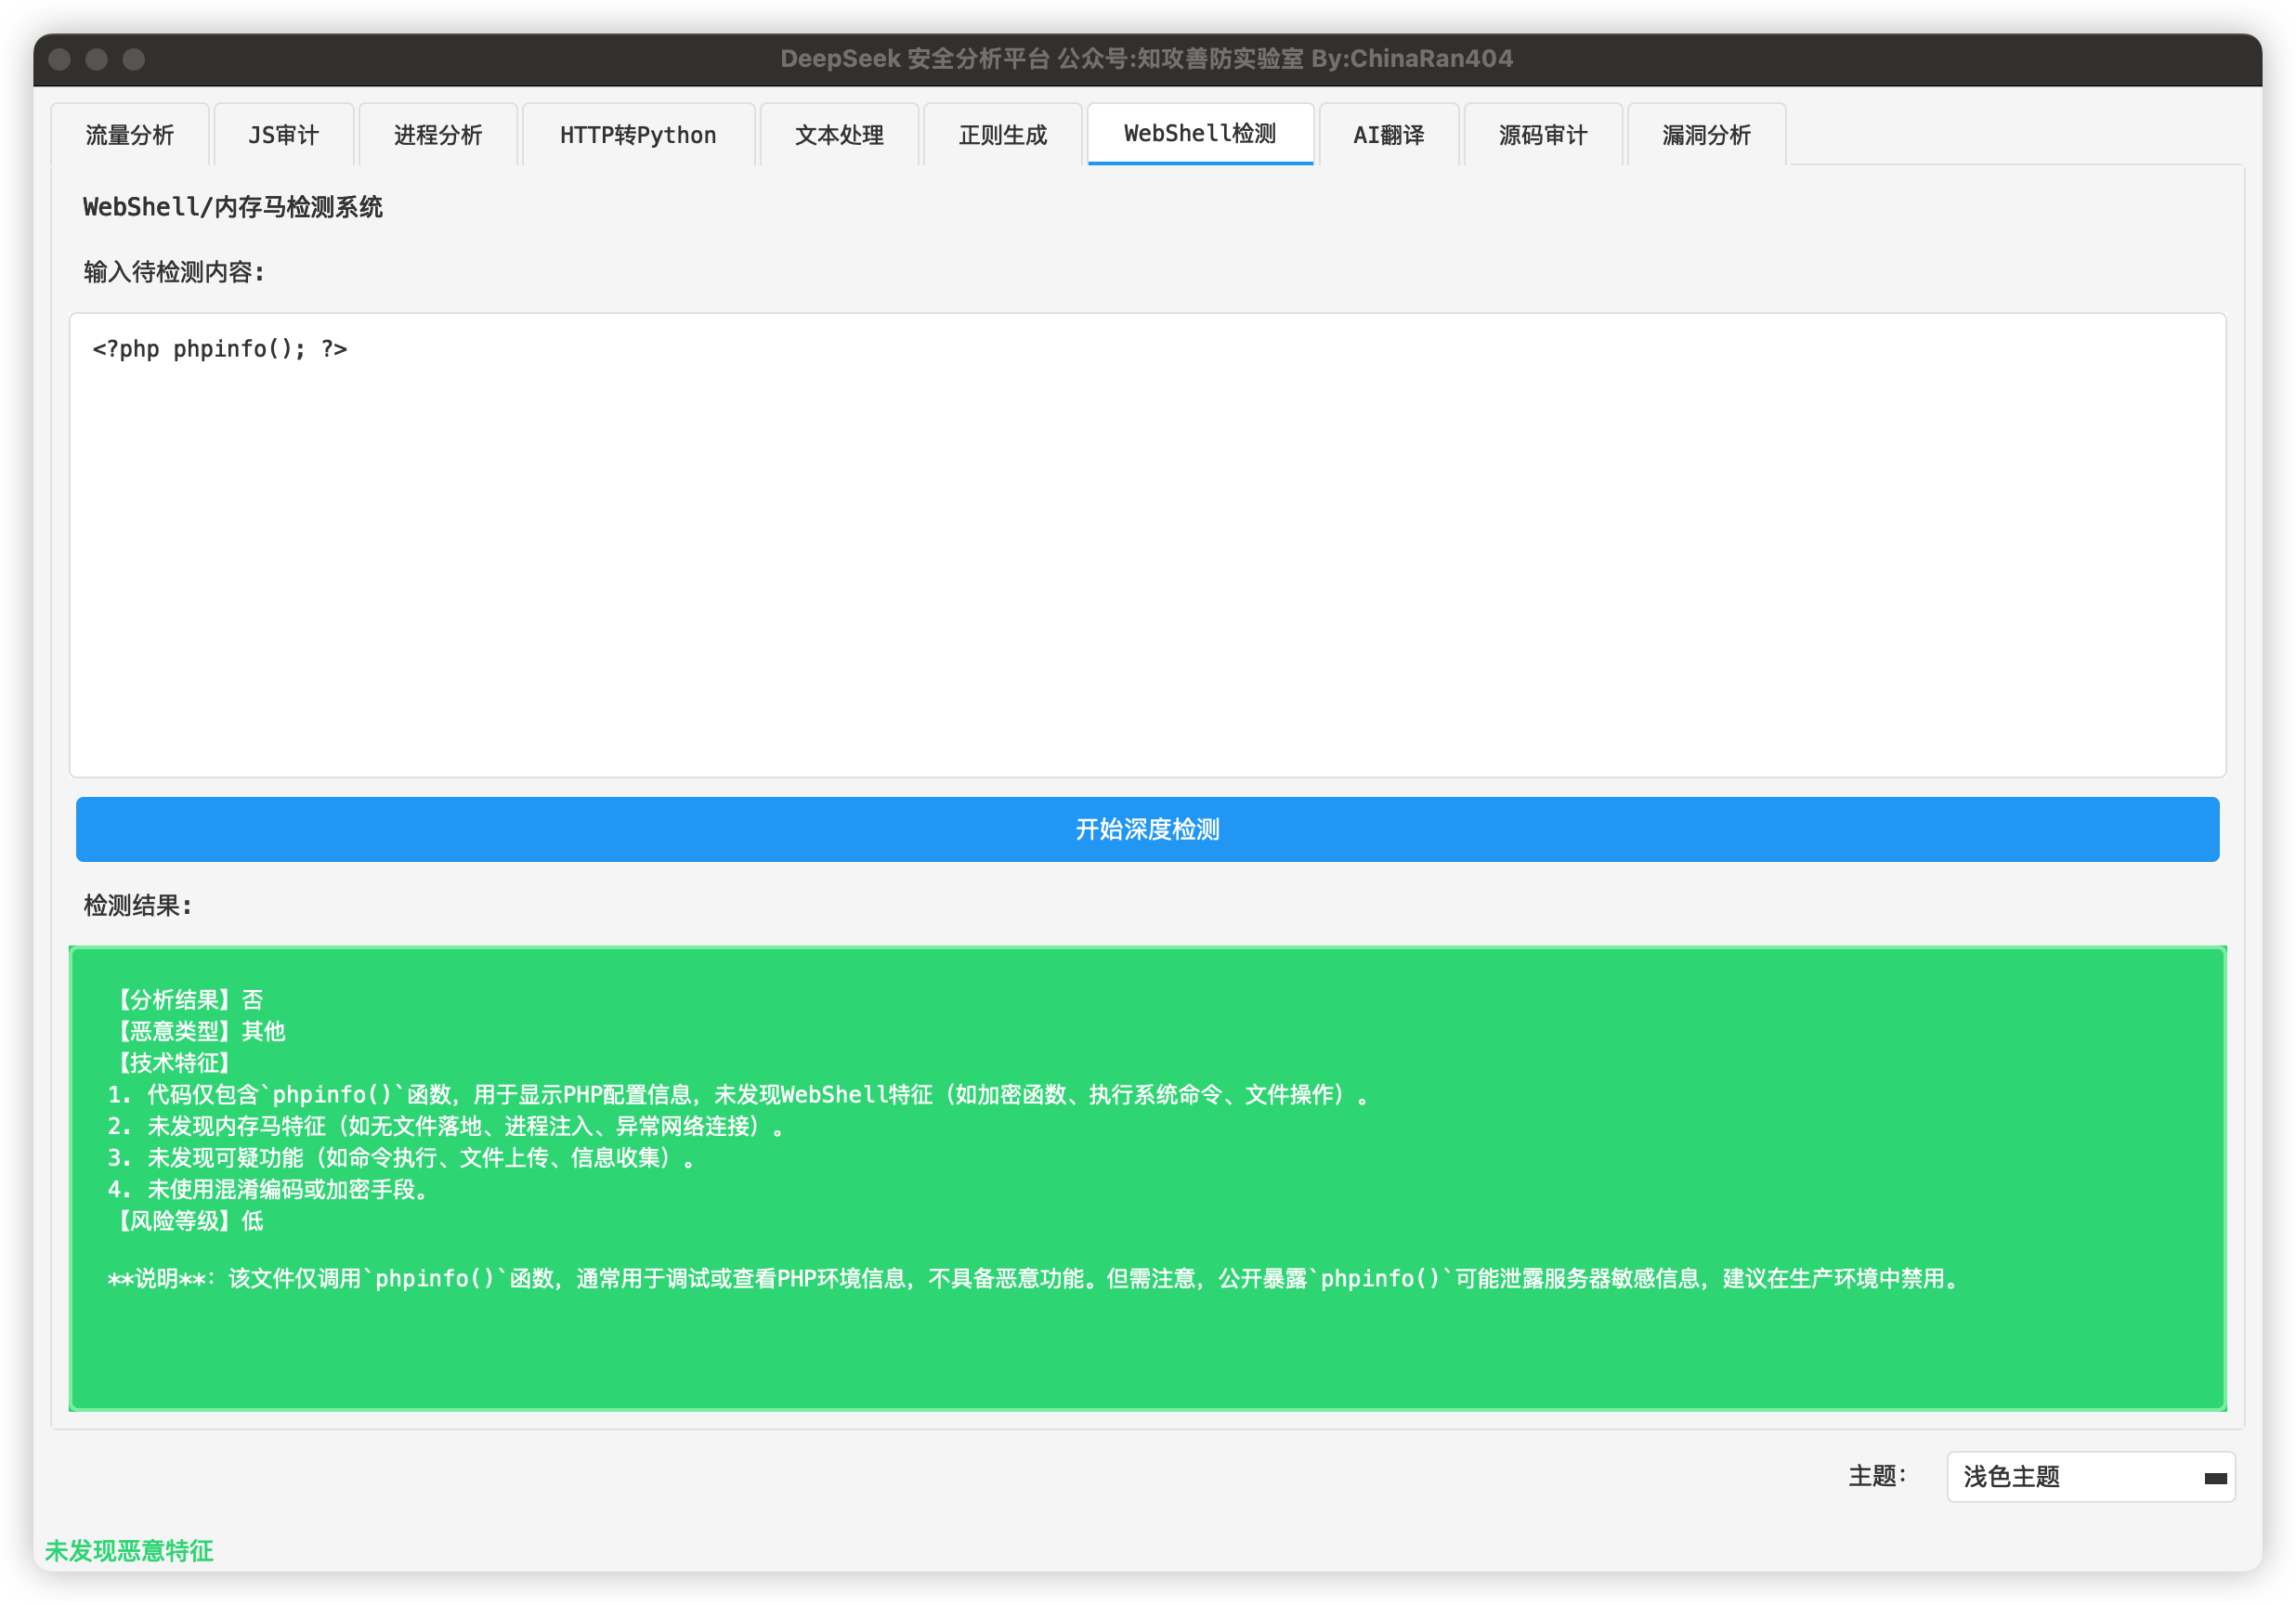 DeepSeek 安全分析平台 公众号:知攻善防实验室 By:ChinaRan404
流量分析 JS审计 进程分析 HTTP转Python 文本处理 正则生成 WebShell检测 AI翻译 源码审计 漏洞分析
WebShell/内存马检测系统
输入待检测内容:
<?php phpinfo(); ?>
开始深度检测
检测结果:
【分析结果】否
【恶意类型】其他
【技术特征】
1. 代码仅包含`phpinfo()`函数，用于显示PHP配置信息，未发现WebShell特征（如加密函数、执行系统命令、文件操作）。
2. 未发现内存马特征（如无文件落地、进程注入、异常网络连接）。
3. 未发现可疑功能（如命令执行、文件上传、信息收集）。
4. 未使用混淆编码或加密手段。
【风险等级】低
**说明**：该文件仅调用`phpinfo()`函数，通常用于调试或查看PHP环境信息，不具备恶意功能。但需注意，公开暴露`phpinfo()`可能泄露服务器敏感信息，建议在生产环境中禁用。
主题: 浅色主题
未发现恶意特征